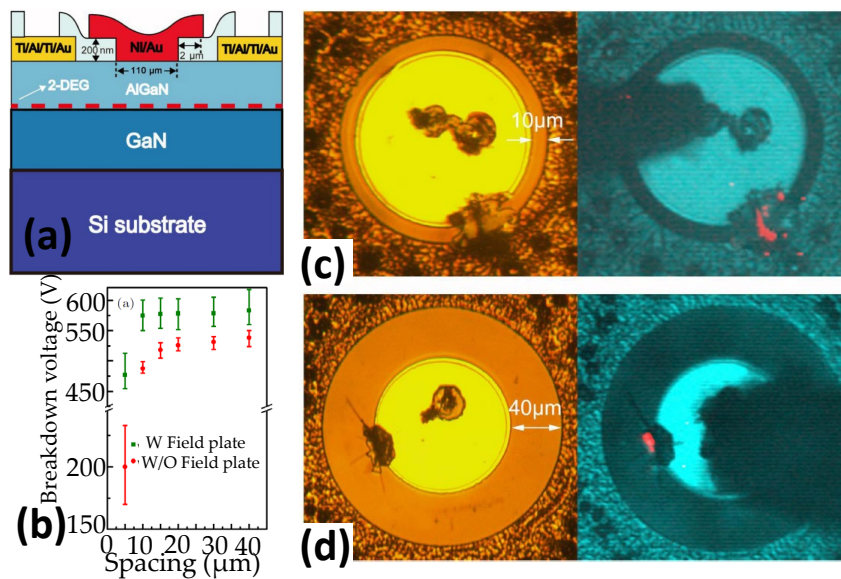 (a)
Ti/Al/Ti/Au
200 nm
Ni/Au
2 μm
Ti/Al/Ti/Au
110 μm
2-DEG
AlGaN
GaN
Si substrate
(b)
Breakdown voltage (V)
(a)
600
550
450
200
150
W Field plate
W/O Field plate
0
10
20
30
40
Spacing (μm)
(c)
10μm
(d)
40μm